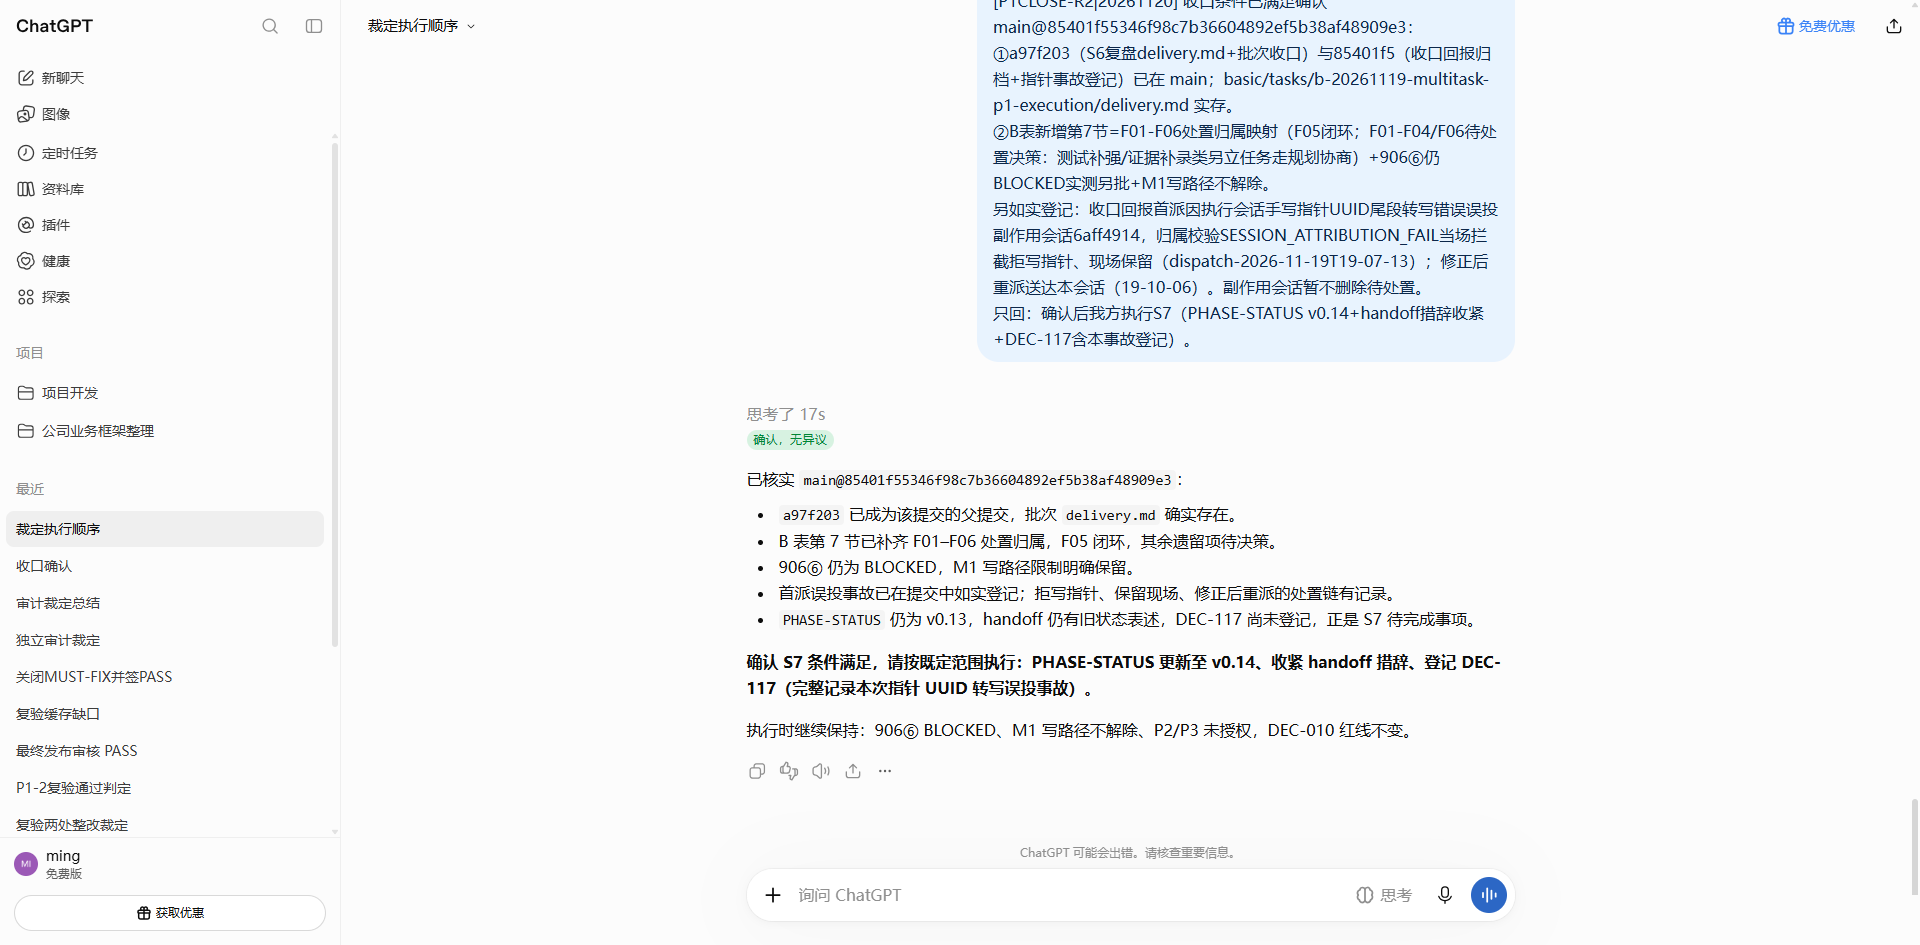 ChatGPT
新聊天
图像
定时任务
资料库
插件
健康
探索
项目
项目开发
公司业务框架整理
最近
裁定执行顺序
收口确认
审计裁定总结
独立审计裁定
关闭MUST-FIX并签PASS
复验缓存缺口
最终发布审核 PASS
P1-2复验通过判定
复验两处整改裁定
MI
ming
免费版
获取优惠
裁定执行顺序
免费优惠
[PTCLOSE-R2|20261120] 收口条件已满足确认
main@85401f55346f98c7b36604892ef5b38af48909e3：
①a97f203（S6复盘delivery.md+批次收口）与85401f5（收口回报归
档+指针事故登记）已在 main；basic/tasks/b-20261119-multitask-
p1-execution/delivery.md 实存。
②B表新增第7节=F01-F06处置归属映射（F05闭环；F01-F04/F06待处
置决策：测试补强/证据补录类另立任务走规划协商）+906⑥仍
BLOCKED实测另批+M1写路径不解除。
另如实登记：收口回报首派因执行会话手写指针UUID尾段转写错误误投
副作用会话6aff4914，归属校验SESSION_ATTRIBUTION_FAIL当场拦
截拒写指针、现场保留（dispatch-2026-11-19T19-07-13）；修正后
重派送达本会话（19-10-06）。副作用会话暂不删除待处置。
只回：确认后我方执行S7（PHASE-STATUS v0.14+handoff措辞收紧
+DEC-117含本事故登记）。
思考了 17s
确认，无异议
已核实 main@85401f55346f98c7b36604892ef5b38af48909e3：
• a97f203 已成为该提交的父提交，批次 delivery.md 确实存在。
• B 表第 7 节已补齐 F01–F06 处置归属，F05 闭环，其余遗留项待决策。
• 906⑥ 仍为 BLOCKED，M1 写路径限制明确保留。
• 首派误投事故已在提交中如实登记；拒写指针、保留现场、修正后重派的处置链有记录。
• PHASE-STATUS 仍为 v0.13，handoff 仍有旧状态表述，DEC-117 尚未登记，正是 S7 待完成事项。
确认 S7 条件满足，请按既定范围执行：PHASE-STATUS 更新至 v0.14、收紧 handoff 措辞、登记 DEC-
117（完整记录本次指针 UUID 转写误投事故）。
执行时继续保持：906⑥ BLOCKED、M1 写路径不解除、P2/P3 未授权，DEC-010 红线不变。
ChatGPT 可能会出错。请核查重要信息。
询问 ChatGPT
思考